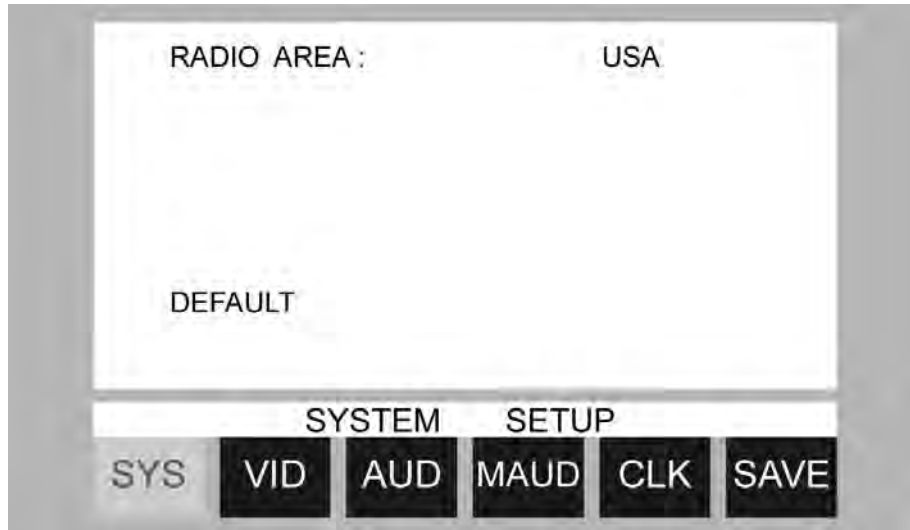 RADIO AREA : USA
DEFAULT
SYSTEM SETUP
SYS VID AUD MAUD CLK SAVE